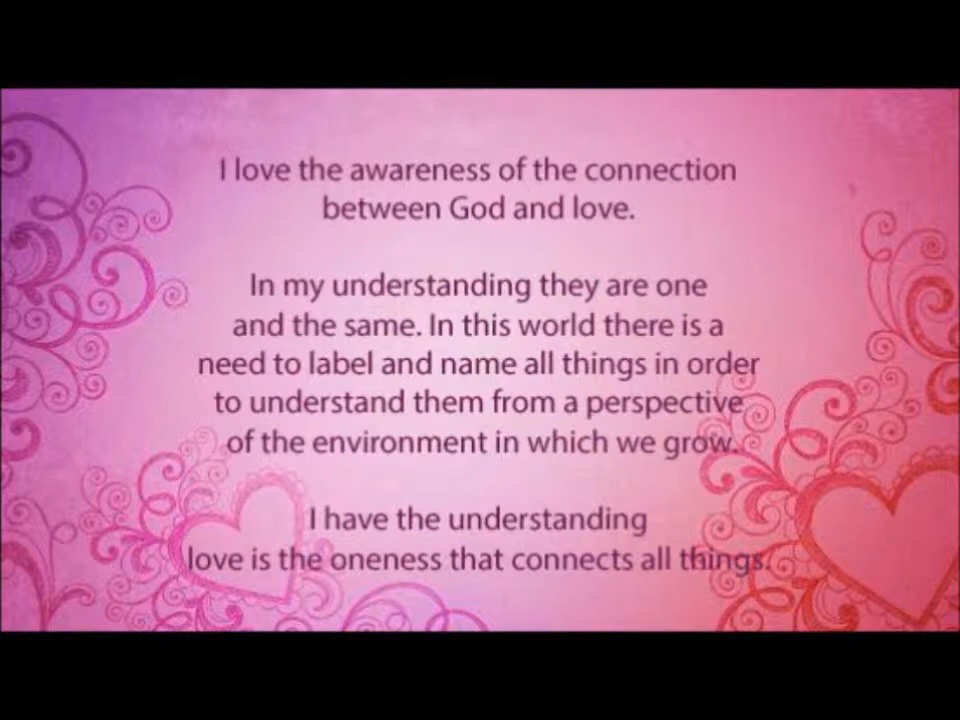 I love the awareness of the connection
between God and love.
In my understanding they are one
and the same. In this world there is a
need to label and name all things in order
to understand them from a perspective
of the environment in which we grow.
I have the understanding
love is the oneness that connects all things.